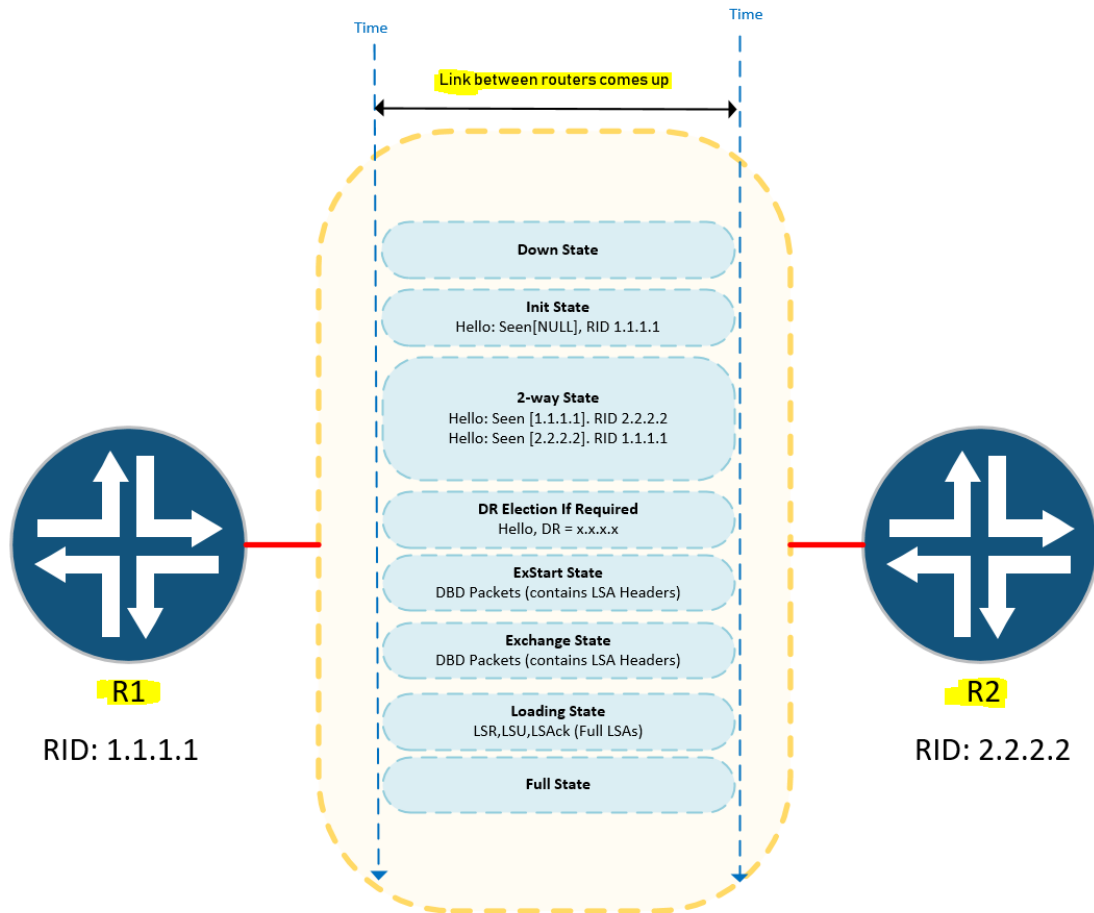 Time
Time
Link between routers comes up
Down State
Init State
Hello: Seen[NULL], RID 1.1.1.1
2-way State
Hello: Seen [1.1.1.1]. RID 2.2.2.2
Hello: Seen [2.2.2.2]. RID 1.1.1.1
DR Election If Required
Hello, DR = x.x.x.x
ExStart State
DBD Packets (contains LSA Headers)
Exchange State
DBD Packets (contains LSA Headers)
Loading State
LSR,LSU,LSAck (Full LSAs)
Full State
R1
RID: 1.1.1.1
R2
RID: 2.2.2.2